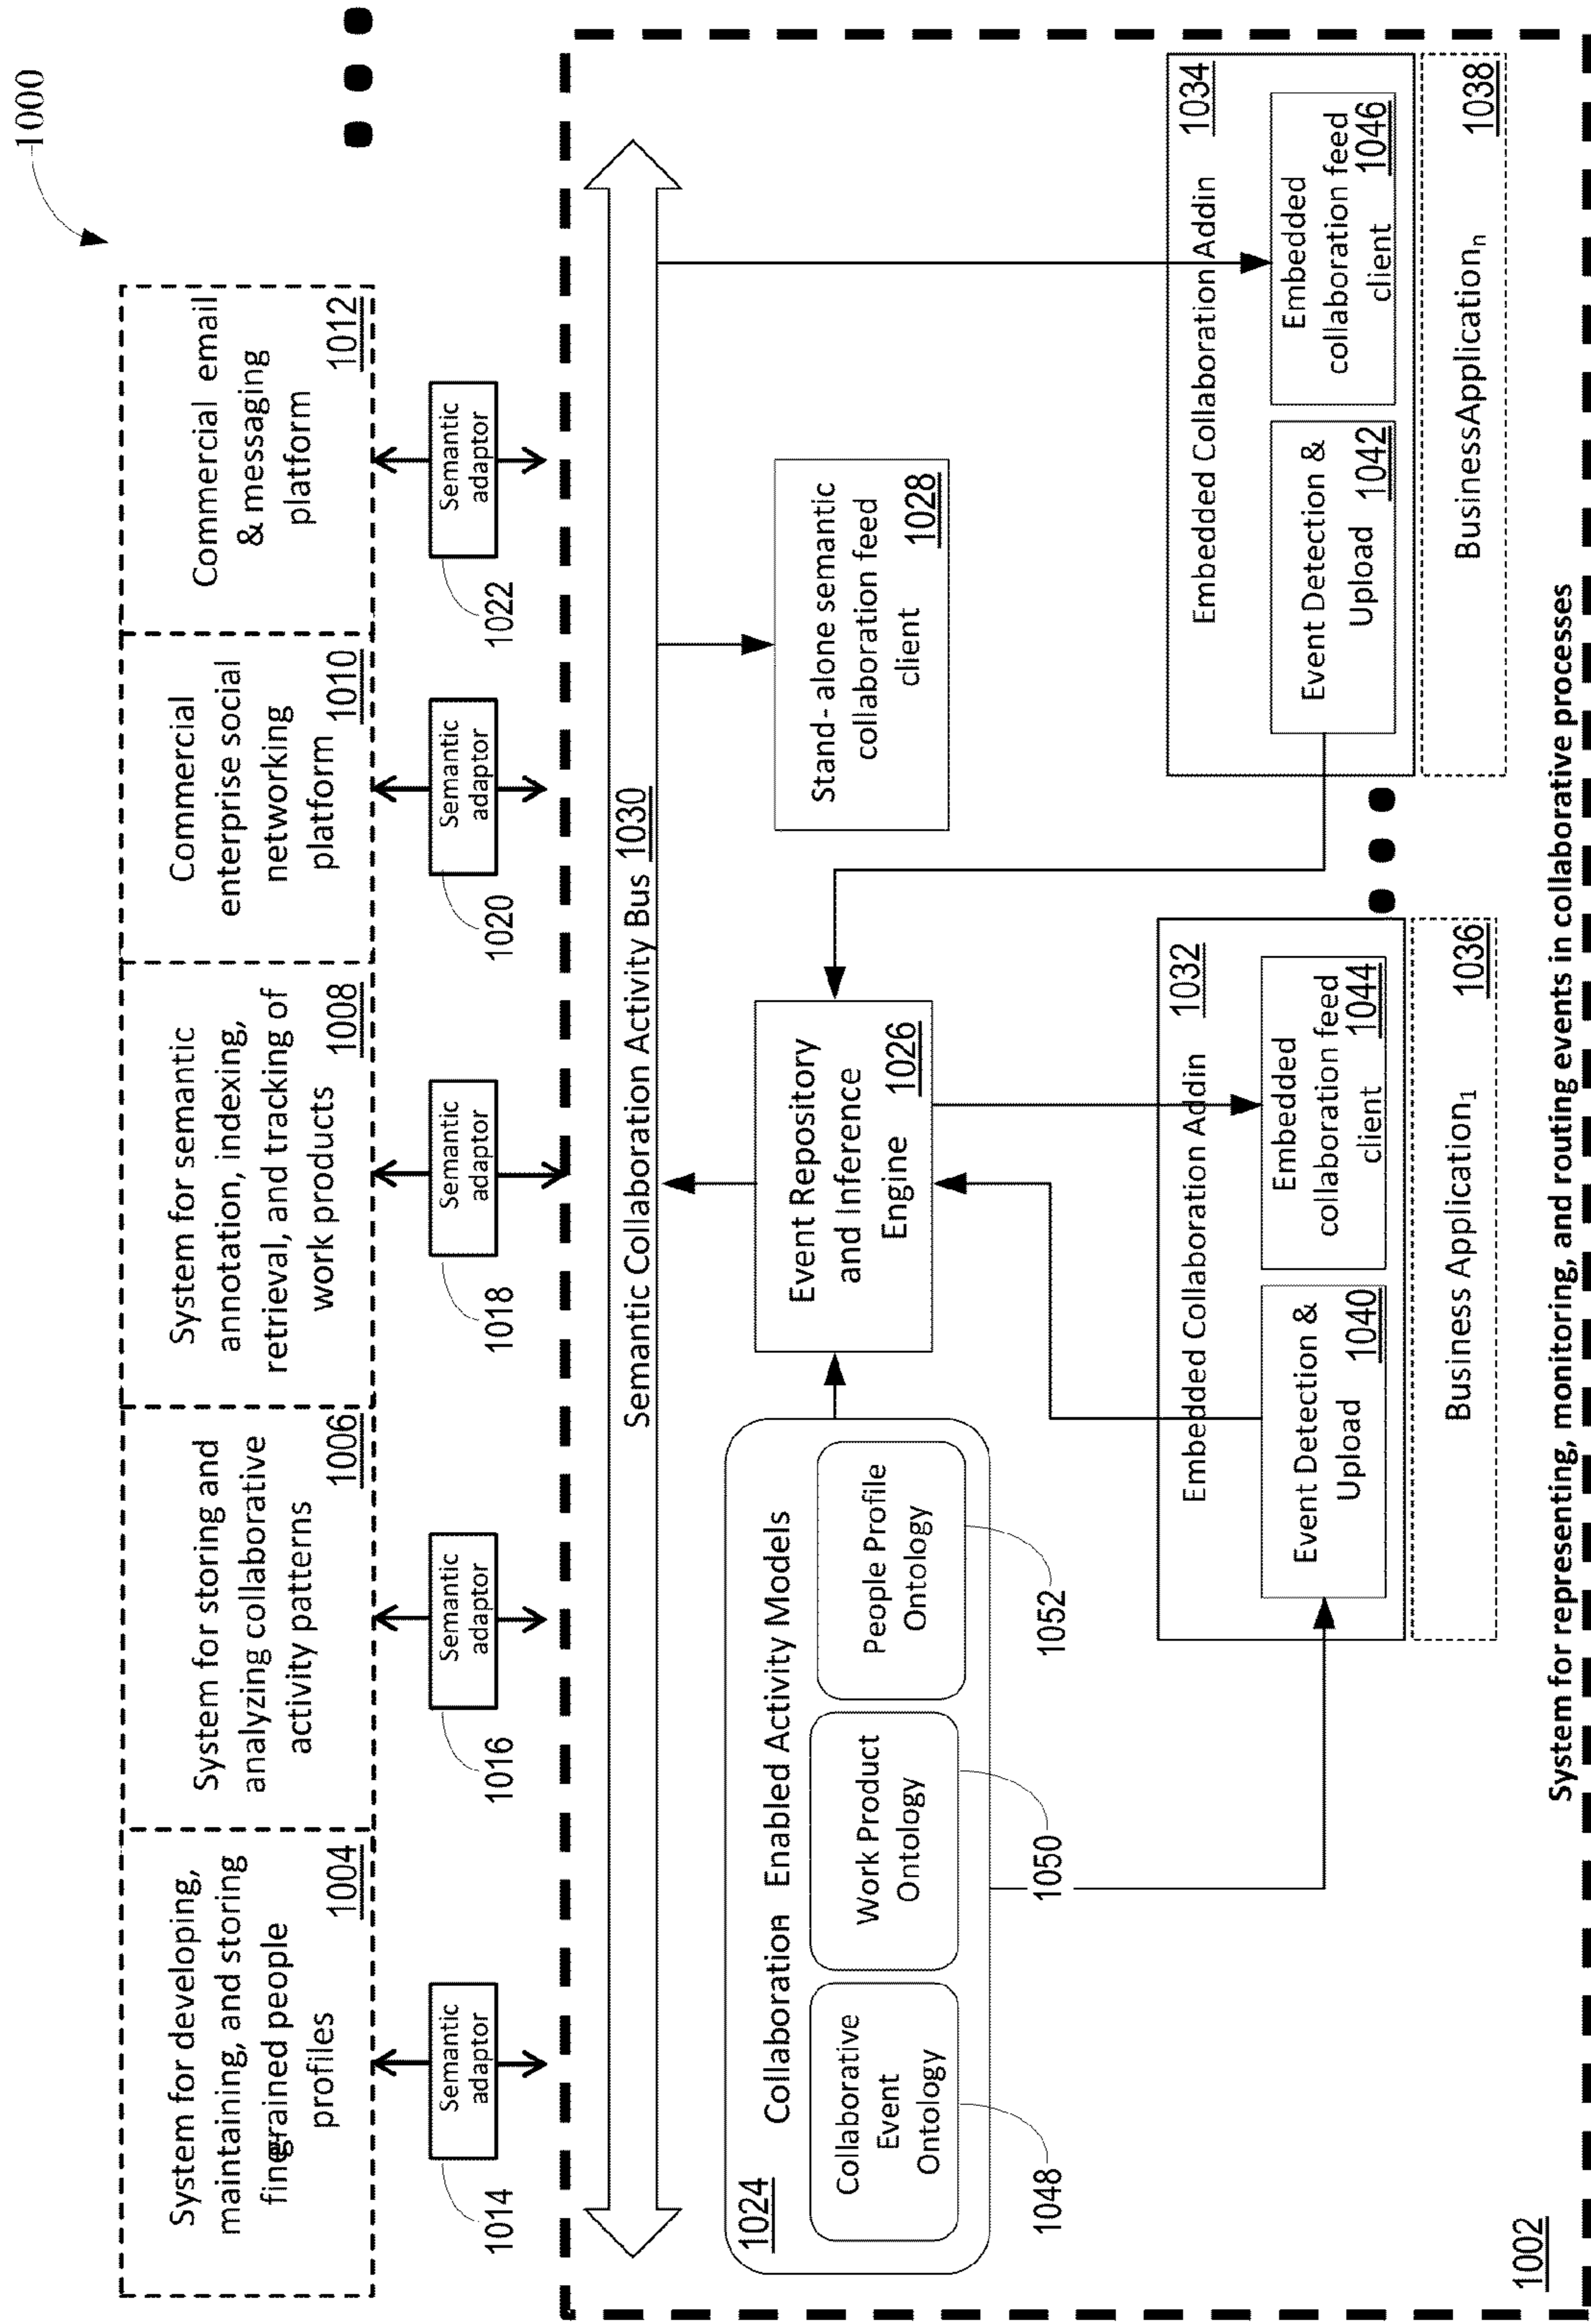 1000
System for developing,
maintaining, and storing
fine-grained people
profiles
1004
System for storing and
analyzing collaborative
activity patterns
1006
System for semantic
annotation, indexing,
retrieval, and tracking of
work products
1008
Commercial
enterprise social
networking
platform
1010
Commercial email
& messaging
platform
1012
Semantic
adaptor
1014
Semantic
adaptor
1016
Semantic
adaptor
1018
Semantic
adaptor
1020
Semantic
adaptor
1022
Semantic Collaboration Activity Bus 1030
1024
Collaboration Enabled Activity Models
Collaborative
Event
Ontology
1048
Work Product
Ontology
1050
People Profile
Ontology
1052
Event Repository
and Inference
Engine
1026
Stand-alone semantic
collaboration feed
client
1028
Embedded Collaboration Addin 1032
Event Detection &
Upload
1040
Embedded
collaboration feed
client
1044
Business Application1
1036
Embedded Collaboration Addin 1034
Event Detection &
Upload
1042
Embedded
collaboration feed
client
1046
BusinessApplicationn
1038
1002
System for representing, monitoring, and routing events in collaborative processes